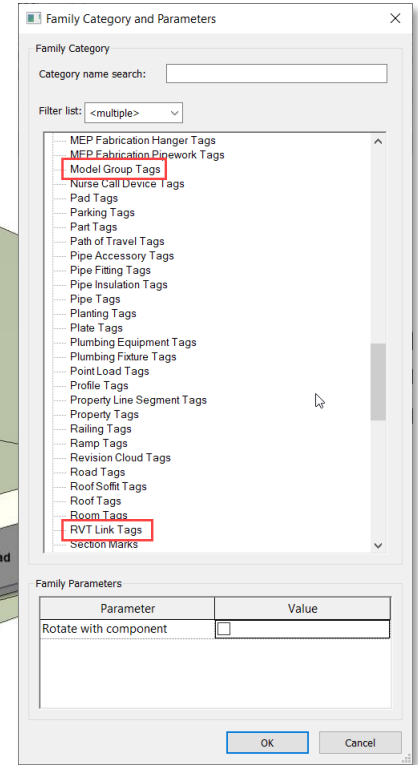 Family Category and Parameters
Family Category
Category name search:
Filter list: <multiple>
MEP Fabrication Hanger Tags
MEP Fabrication Pipework Tags
Model Group Tags
Nurse Call Device Tags
Pad Tags
Parking Tags
Part Tags
Path of Travel Tags
Pipe Accessory Tags
Pipe Fitting Tags
Pipe Insulation Tags
Pipe Tags
Planting Tags
Plate Tags
Plumbing Equipment Tags
Plumbing Fixture Tags
Point Load Tags
Profile Tags
Property Line Segment Tags
Property Tags
Railing Tags
Ramp Tags
Revision Cloud Tags
Road Tags
Roof Soffit Tags
Roof Tags
Room Tags
RVT Link Tags
Section Marks
ad
Family Parameters
Parameter Value
Rotate with component
OK Cancel